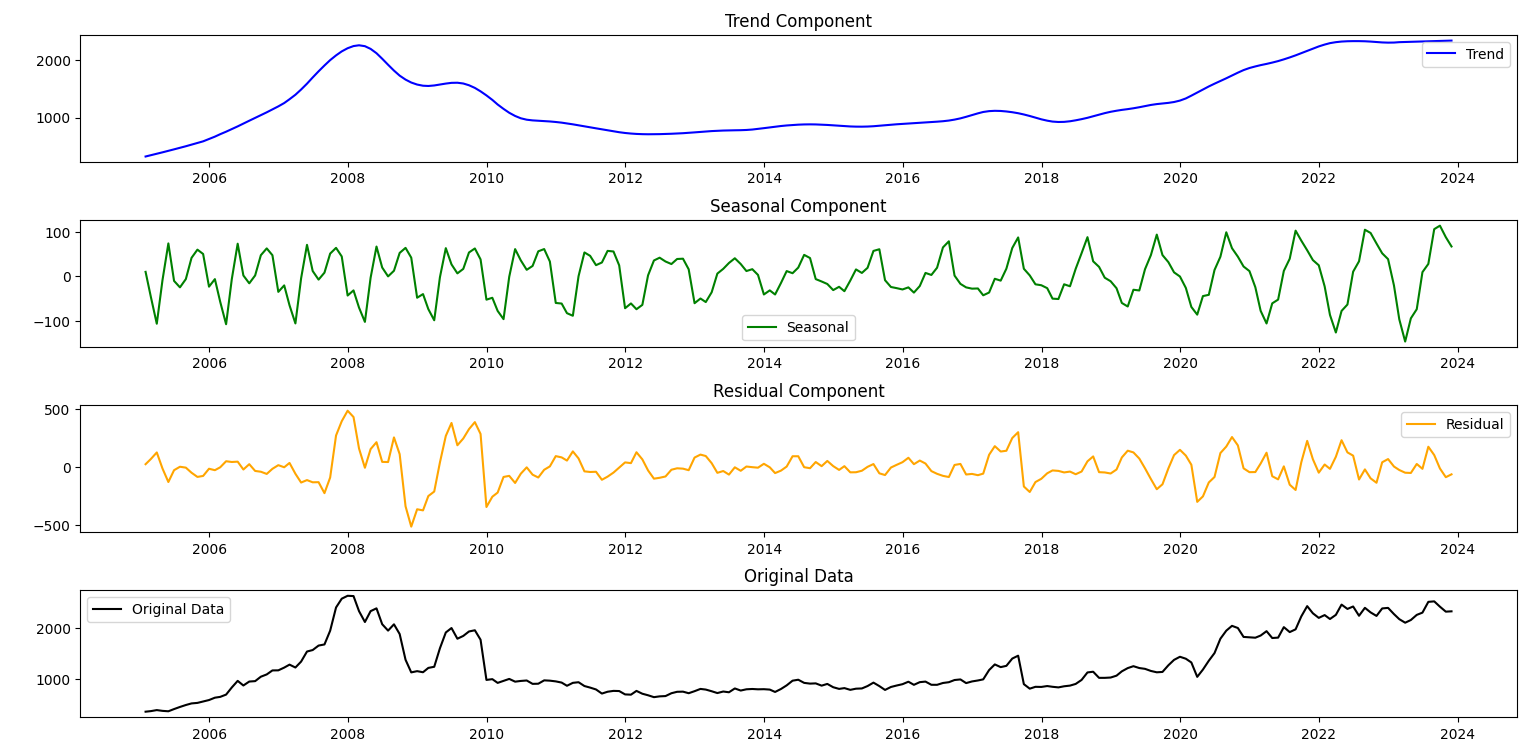 Trend Component
2000
1000
Trend
2006 2008 2010 2012 2014 2016 2018 2020 2022 2024
Seasonal Component
100
0
−100
Seasonal
2006 2008 2010 2012 2014 2016 2018 2020 2022 2024
Residual Component
500
0
−500
Residual
2006 2008 2010 2012 2014 2016 2018 2020 2022 2024
Original Data
Original Data
2000
1000
2006 2008 2010 2012 2014 2016 2018 2020 2022 2024